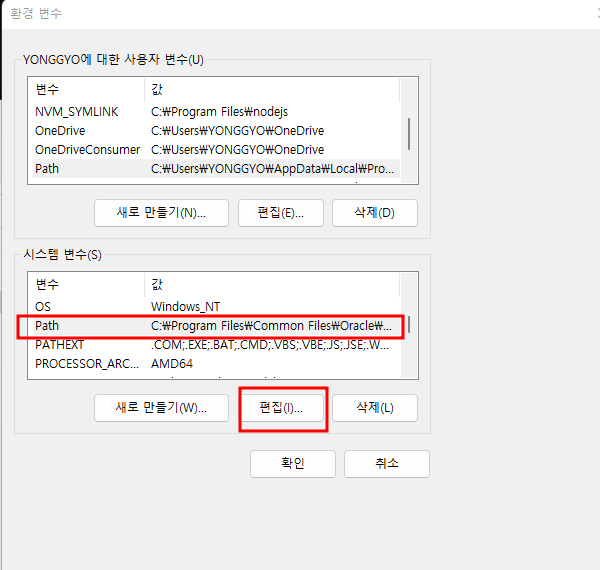 환경 변수
YONGGYO에 대한 사용자 변수(U)
변수 값
NVM_SYMLINK C:₩Program Files₩nodejs
OneDrive C:₩Users₩YONGGYO₩OneDrive
OneDriveConsumer C:₩Users₩YONGGYO₩OneDrive
Path C:₩Users₩YONGGYO₩AppData₩Local₩Pro...
새로 만들기(N)... 편집(E)... 삭제(D)
시스템 변수(S)
변수 값
OS Windows_NT
Path C:₩Program Files₩Common Files₩Oracle₩...
PATHEXT .COM;.EXE;.BAT;.CMD;.VBS;.VBE;.JS;.JSE;.W...
PROCESSOR_ARC... AMD64
새로 만들기(W)... 편집(I)... 삭제(L)
확인 취소